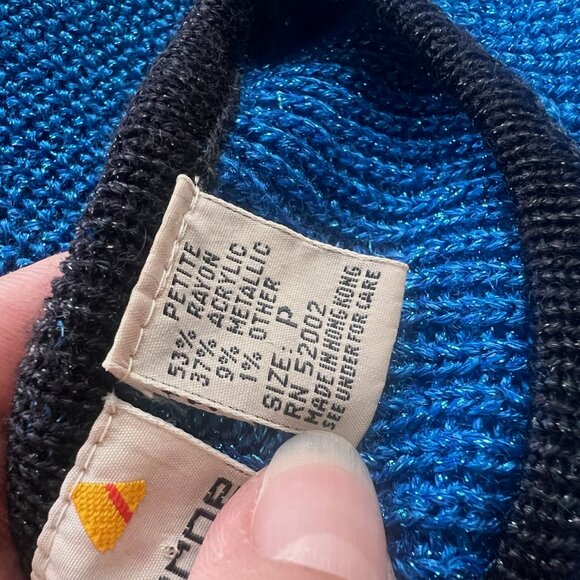 PETITE
53% RAYON
37% ACRYLIC
9% METALLIC
1% OTHER
SIZE: P
RN 52002
MADE IN HONG KONG
SEE UNDER FOR CARE